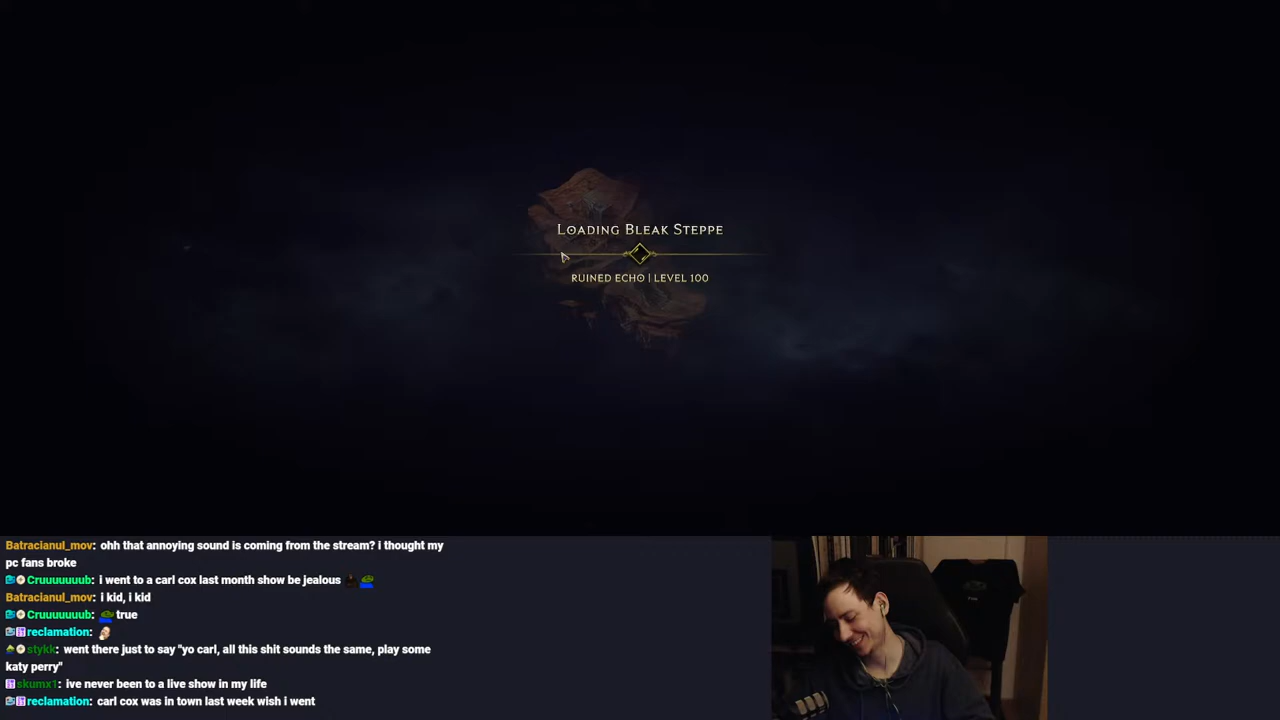 Loading Bleak Steppe
RUINED ECHO | LEVEL 100
Batracianul_mov: ohh that annoying sound is coming from the stream? i thought my
pc fans broke
Cruuuuuuub: i went to a carl cox last month show be jealous
Batracianul_mov: i kid, i kid
Cruuuuuuub: true
reclamation:
stykk: went there just to say "yo carl, all this shit sounds the same, play some
katy perry"
skumx1: ive never been to a live show in my life
reclamation: carl cox was in town last week wish i went